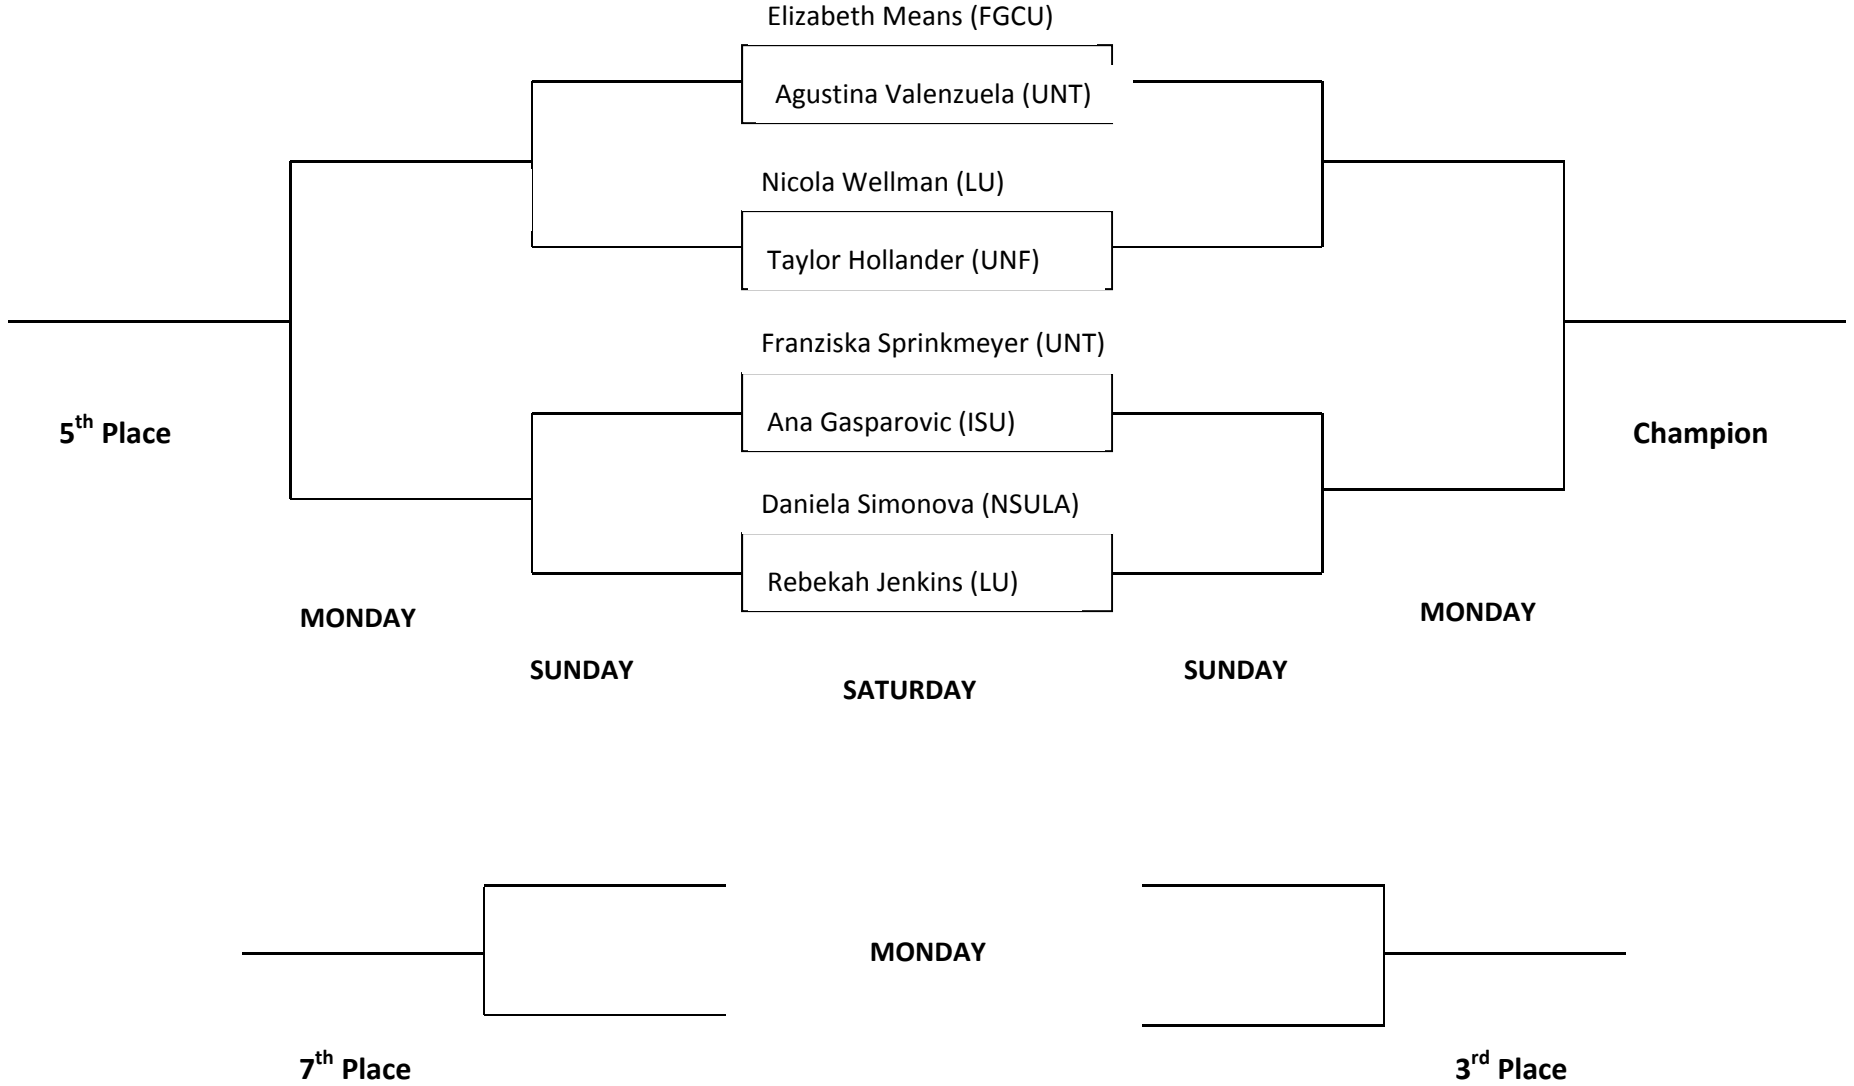 Elizabeth Means (FGCU)
Agustina Valenzuela (UNT)
Nicola Wellman (LU)
Taylor Hollander (UNF)
Franziska Sprinkmeyer (UNT)
5th Place
Ana Gasparovic (ISU)
Champion
Daniela Simonova (NSULA)
Rebekah Jenkins (LU)
MONDAY
MONDAY
SUNDAY
SUNDAY
SATURDAY
MONDAY
7th Place
3rd Place